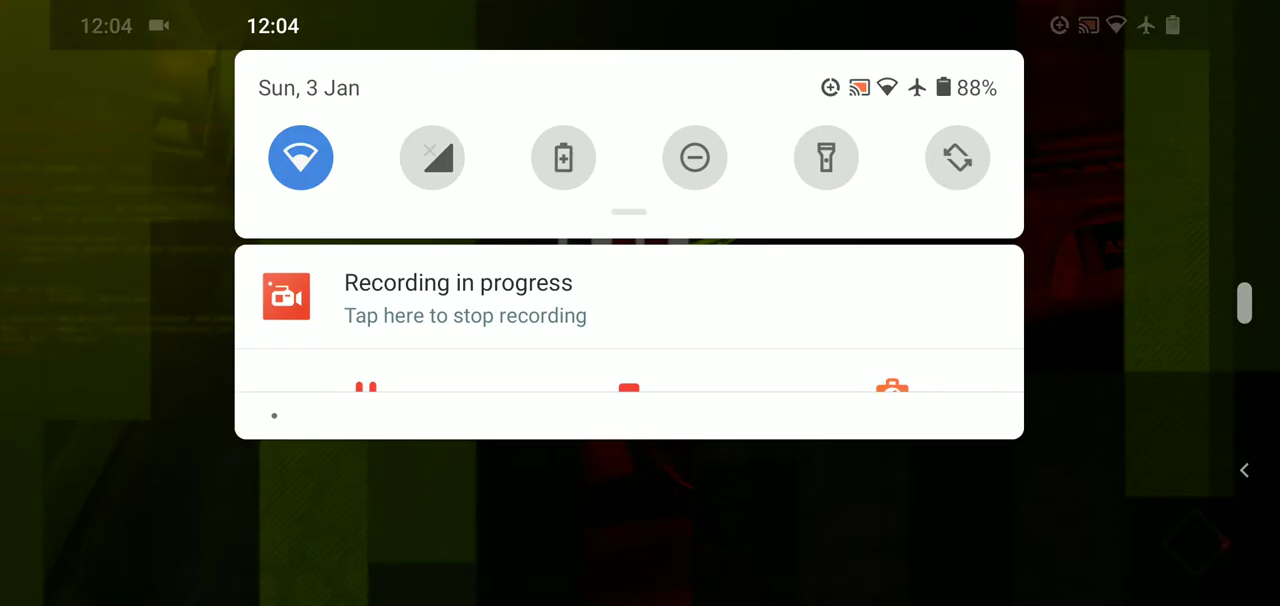 12:04
12:04
Sun, 3 Jan
88%
Recording in progress
Tap here to stop recording